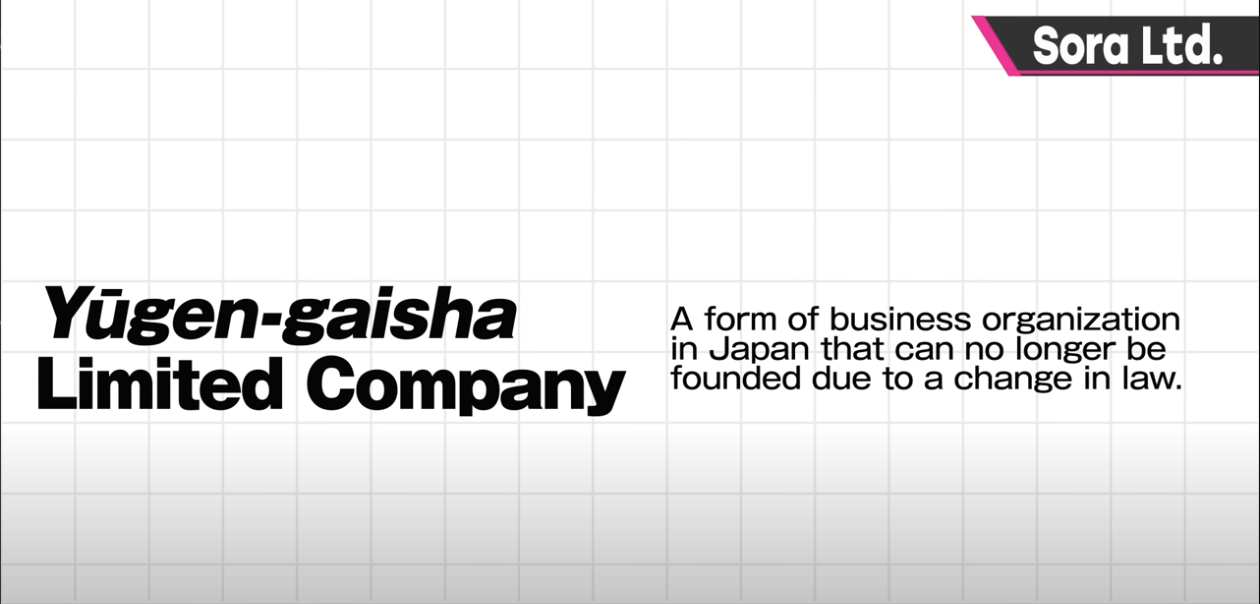 Sora Ltd.
Yūgen-gaisha
Limited Company
A form of business organization
in Japan that can no longer be
founded due to a change in law.